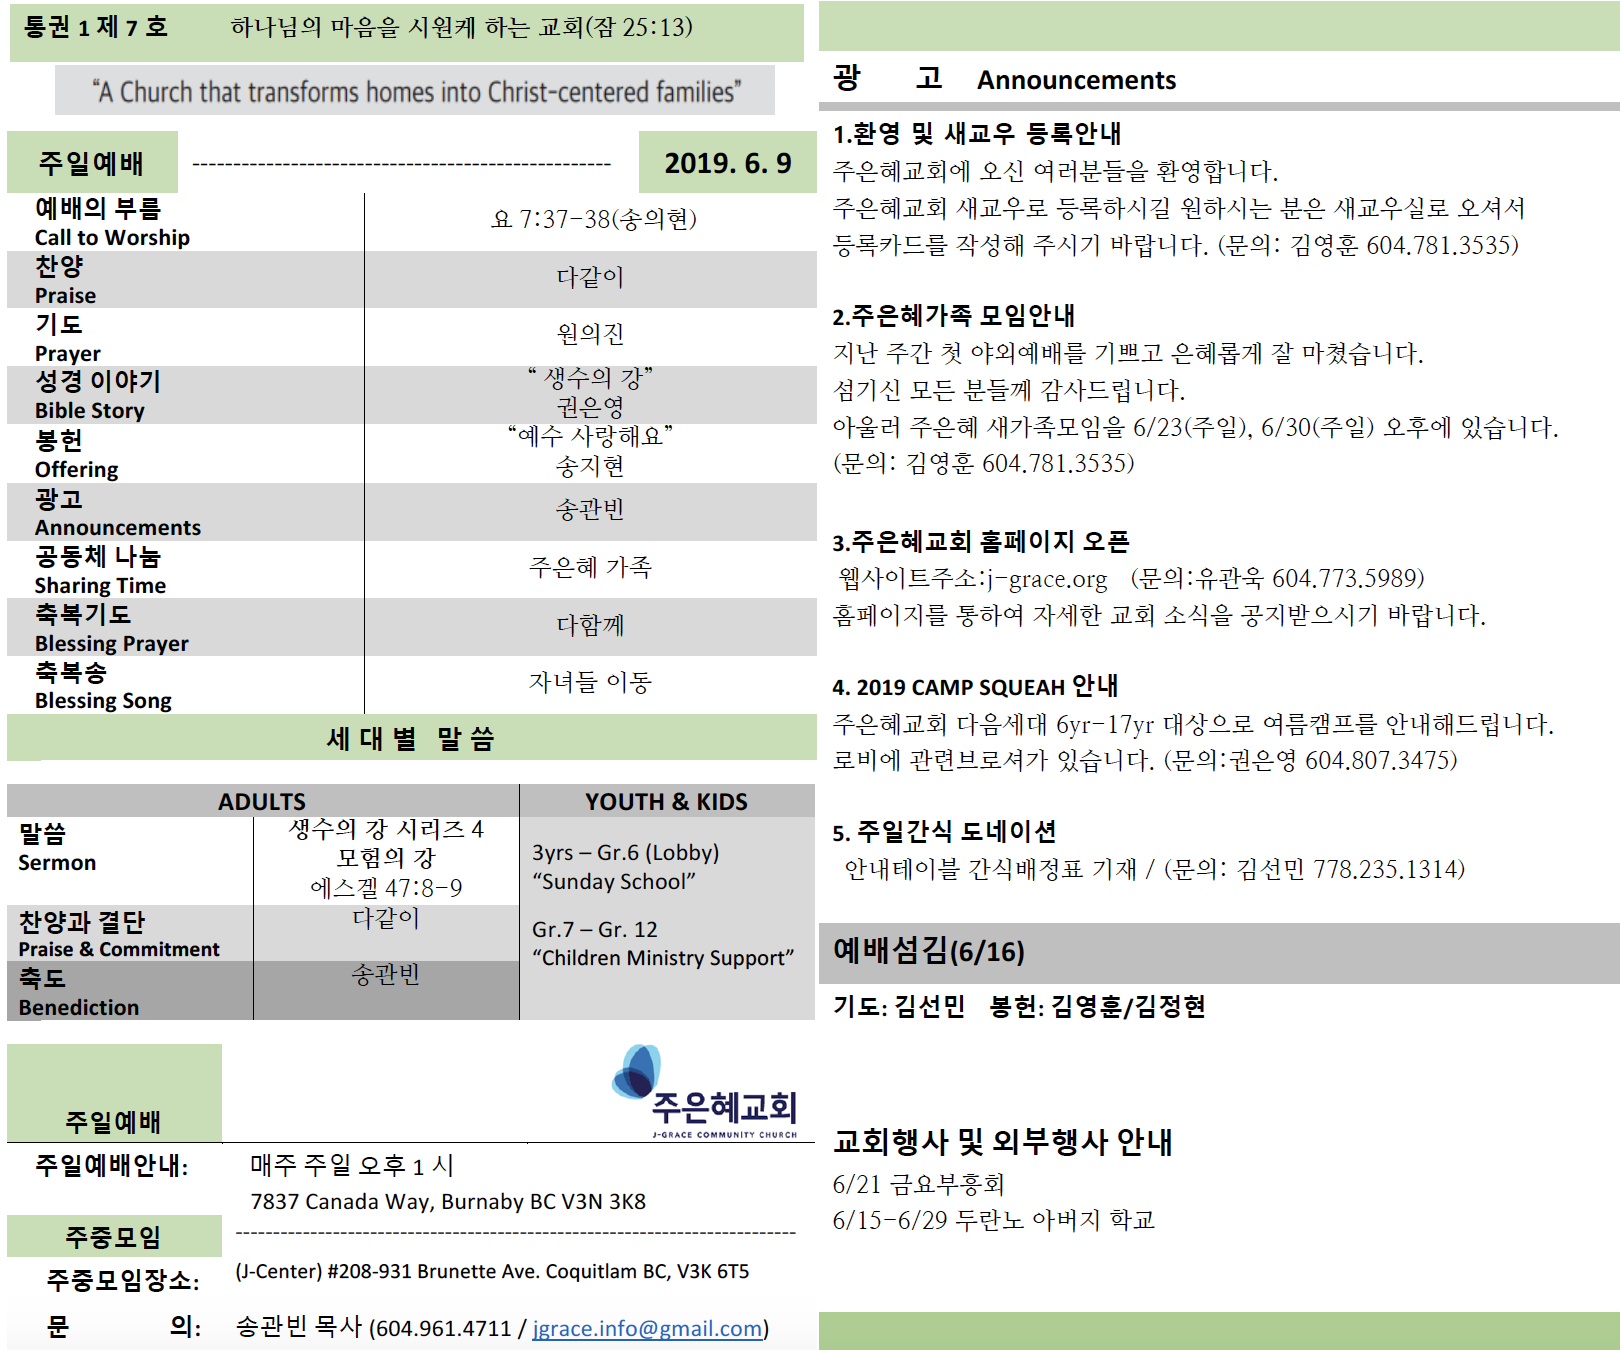 통권 1 제 7 호 하나님의 마음을 시원케 하는 교회(잠 25:13)
“A Church that transforms homes into Christ-centered families”
주일예배 ---------------------------------------------------- 2019. 6. 9
예배의 부름
Call to Worship
요 7:37-38(송의현)
찬양
Praise
다같이
기도
Prayer
원의진
성경 이야기
Bible Story
“ 생수의 강”
권은영
봉헌
Offering
“예수 사랑해요”
송지현
광고
Announcements
송관빈
공동체 나눔
Sharing Time
주은혜 가족
축복기도
Blessing Prayer
다함께
축복송
Blessing Song
자녀들 이동
세 대 별 말 씀
ADULTS
말씀
Sermon
생수의 강 시리즈 4
모험의 강
에스겔 47:8-9
찬양과 결단
Praise & Commitment
다같이
축도
Benediction
송관빈
YOUTH & KIDS
3yrs – Gr.6 (Lobby)
“Sunday School”
Gr.7 – Gr. 12
“Children Ministry Support”
주일예배
주은혜교회
J-GRACE COMMUNITY CHURCH
주일예배안내: 매주 주일 오후 1 시
7837 Canada Way, Burnaby BC V3N 3K8
주중모임 --------------------------------------------------------------------------
주중모임장소: (J-Center) #208-931 Brunette Ave. Coquitlam BC, V3K 6T5
문 의: 송관빈 목사 (604.961.4711 / jgrace.info@gmail.com)
광 고 Announcements
1.환영 및 새교우 등록안내
주은혜교회에 오신 여러분들을 환영합니다.
주은혜교회 새교우로 등록하시길 원하시는 분은 새교우실로 오셔서
등록카드를 작성해 주시기 바랍니다. (문의: 김영훈 604.781.3535)
2.주은혜가족 모임안내
지난 주간 첫 야외예배를 기쁘고 은혜롭게 잘 마쳤습니다.
섬기신 모든 분들께 감사드립니다.
아울러 주은혜 새가족모임을 6/23(주일), 6/30(주일) 오후에 있습니다.
(문의: 김영훈 604.781.3535)
3.주은혜교회 홈페이지 오픈
웹사이트주소:j-grace.org (문의:유관욱 604.773.5989)
홈페이지를 통하여 자세한 교회 소식을 공지받으시기 바랍니다.
4. 2019 CAMP SQUEAH 안내
주은혜교회 다음세대 6yr-17yr 대상으로 여름캠프를 안내해드립니다.
로비에 관련브로셔가 있습니다. (문의:권은영 604.807.3475)
5. 주일간식 도네이션
안내테이블 간식배정표 기재 / (문의: 김선민 778.235.1314)
예배섬김(6/16)
기도: 김선민 봉헌: 김영훈/김정현
교회행사 및 외부행사 안내
6/21 금요부흥회
6/15-6/29 두란노 아버지 학교